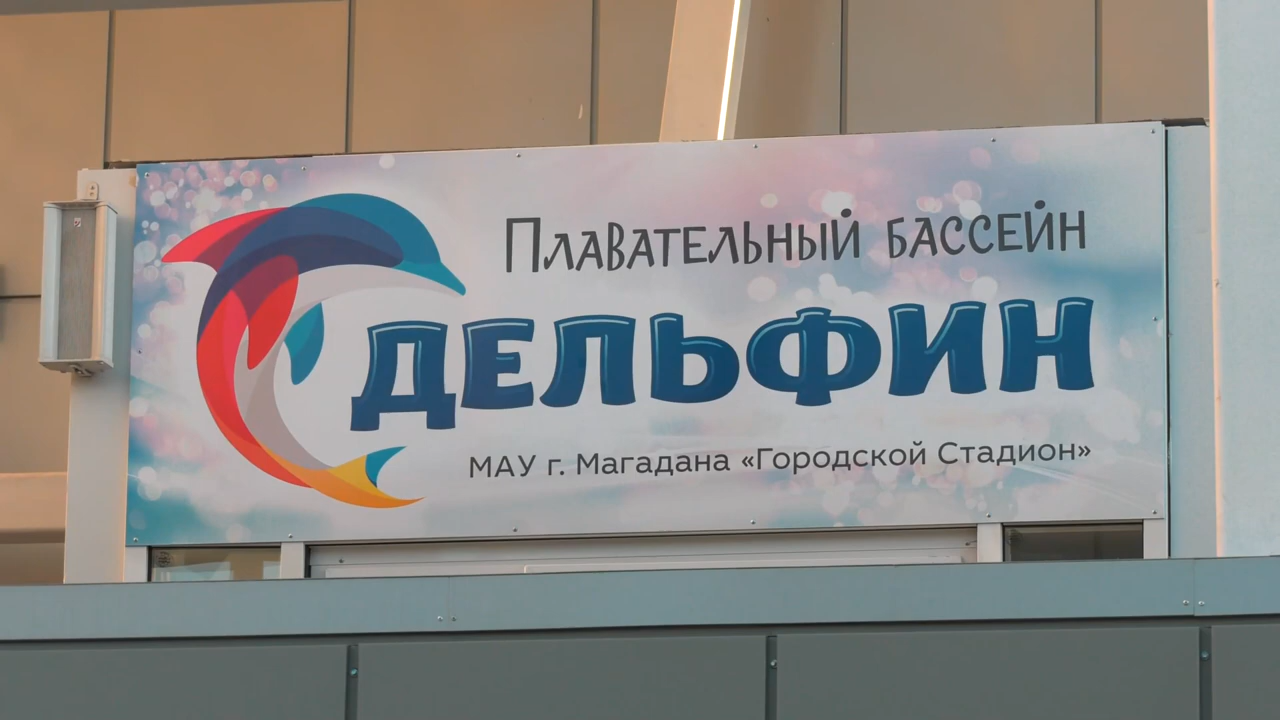 Плавательный бассейн
ДЕЛЬФИН
МАУ г. Магадана «Городской Стадион»